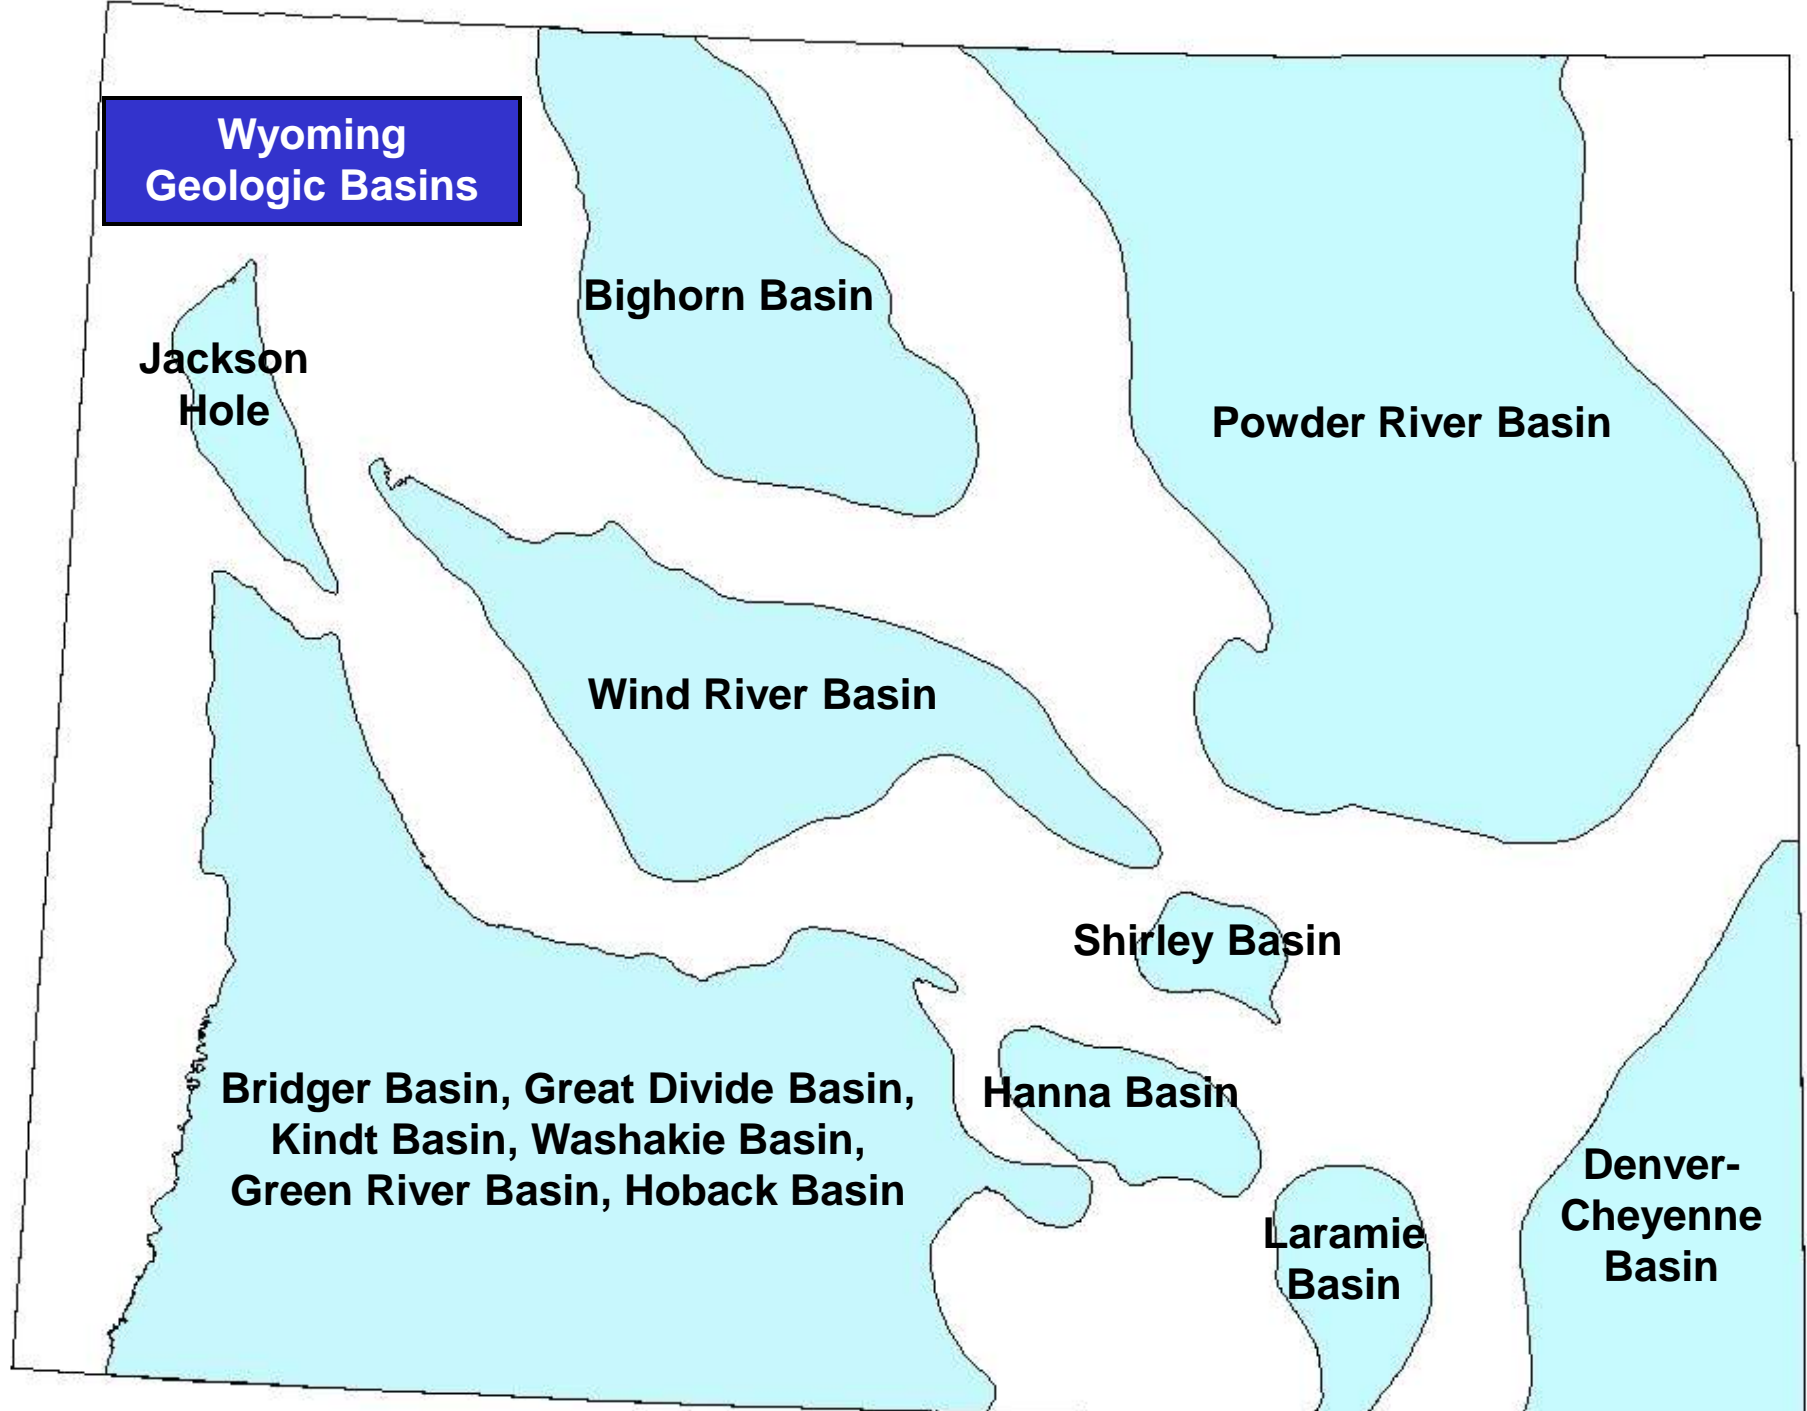 Wyoming
Geologic Basins
Bighorn Basin
Jackson
Hole
Powder River Basin
Wind River Basin
Shirley Basin
Bridger Basin, Great Divide Basin,
Kindt Basin, Washakie Basin,
Green River Basin, Hoback Basin
Hanna Basin
Laramie
Basin
Denver-
Cheyenne
Basin